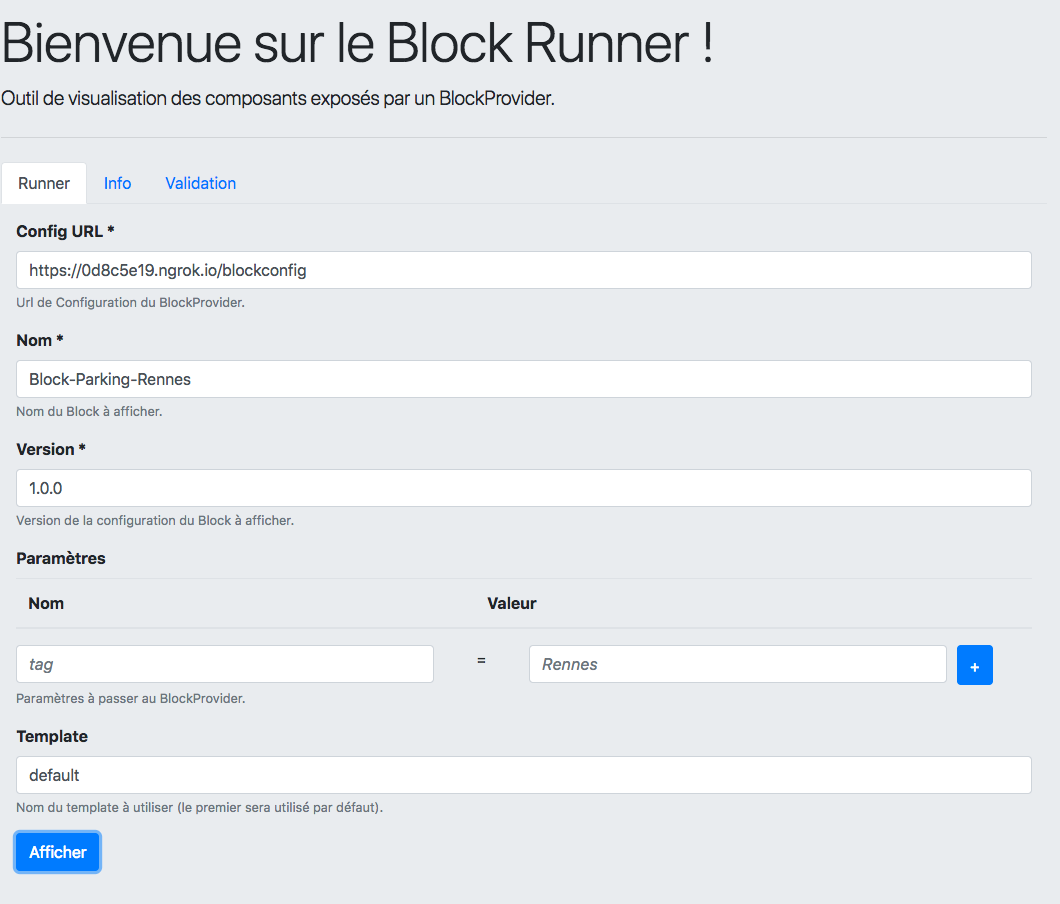 Bienvenue sur le Block Runner !
Outil de visualisation des composants exposés par un BlockProvider.
Runner Info Validation
Config URL *
https://0d8c5e19.ngrok.io/blockconfig
Url de Configuration du BlockProvider.
Nom *
Block-Parking-Rennes
Nom du Block à afficher.
Version *
1.0.0
Version de la configuration du Block à afficher.
Paramètres
Nom Valeur
tag = Rennes +
Paramètres à passer au BlockProvider.
Template
default
Nom du template à utiliser (le premier sera utilisé par défaut).
Afficher